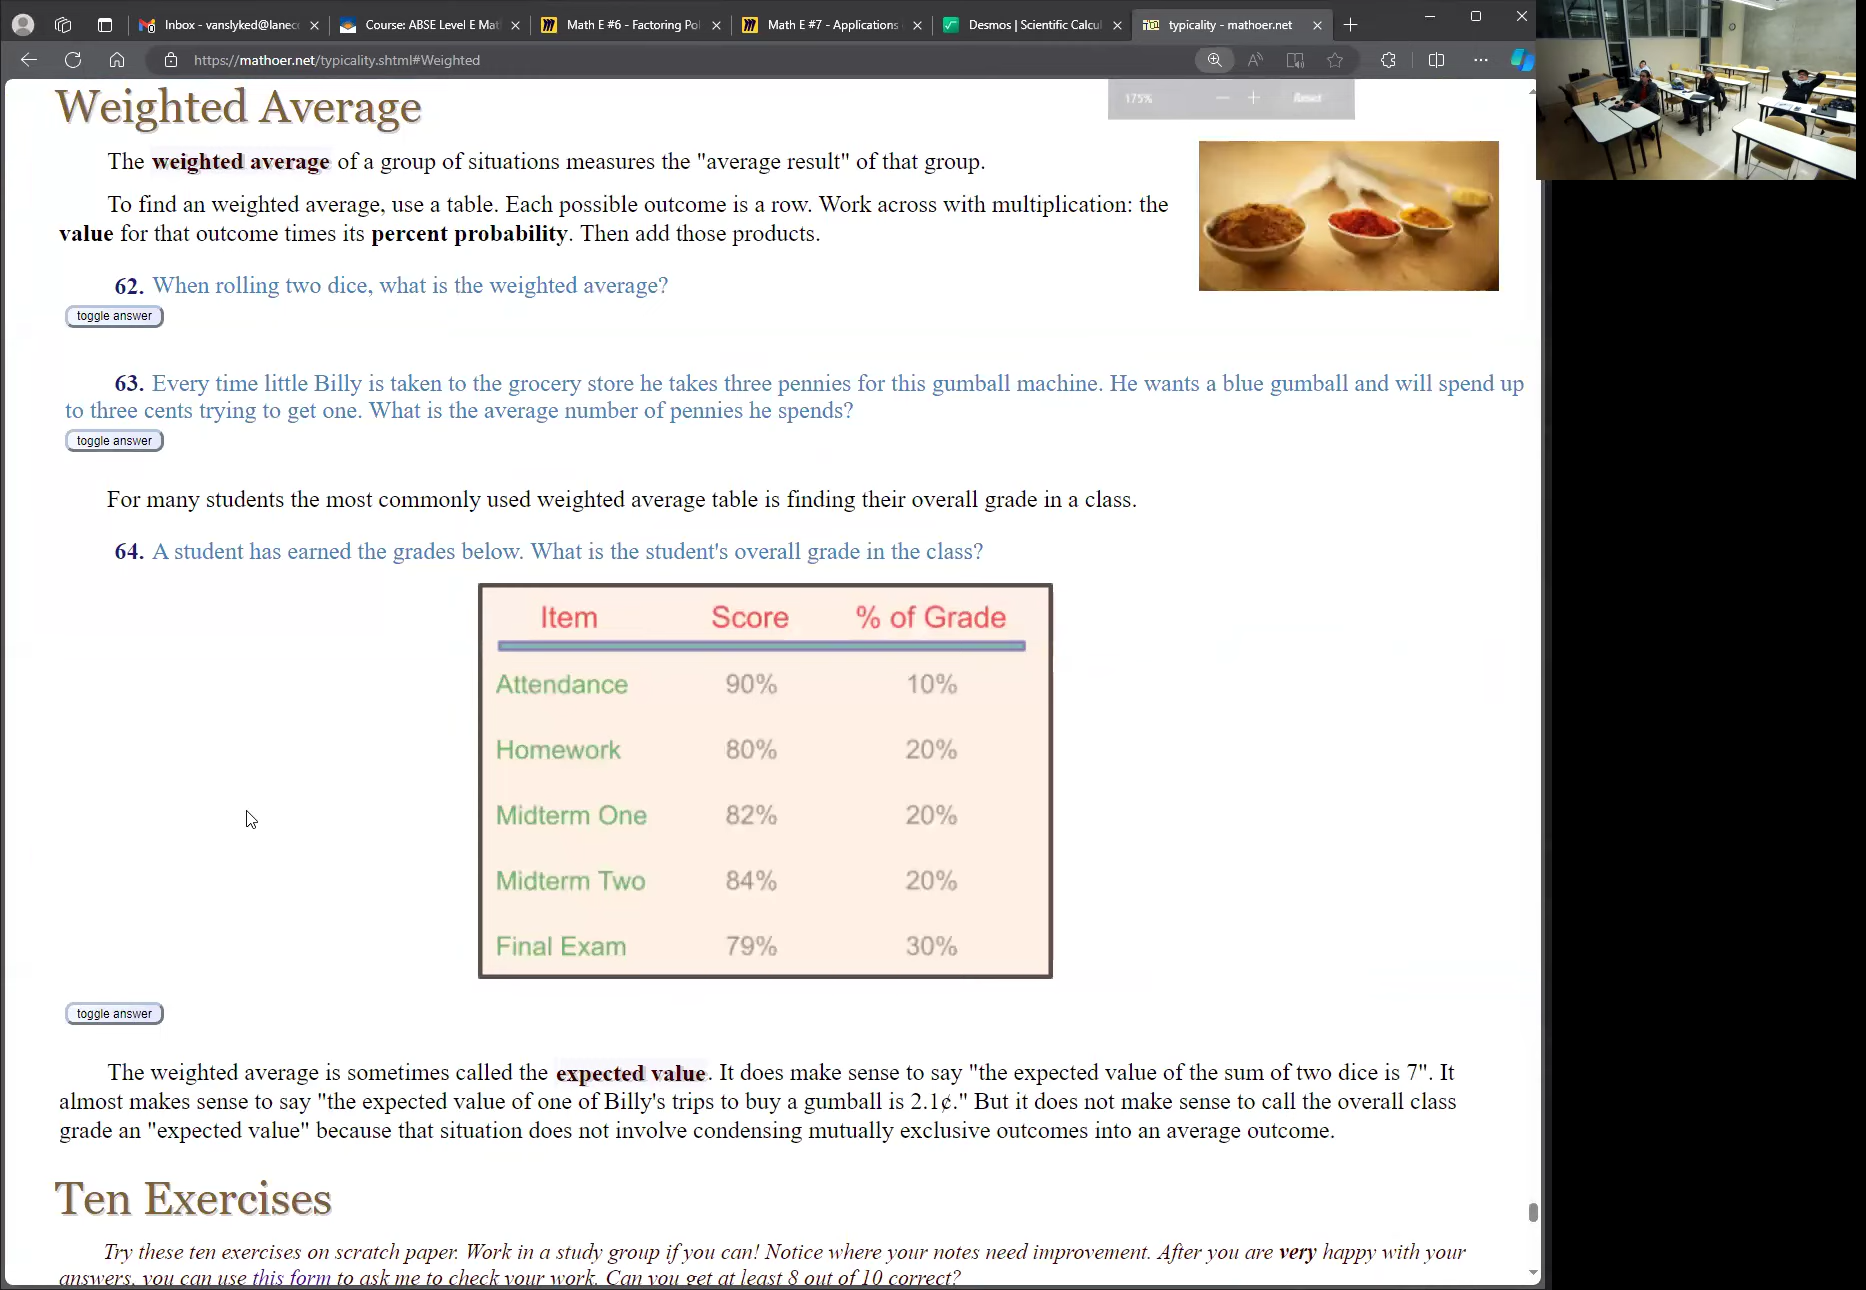 Inbox - vanslyked@lanec
Course: ABSE Level E Mat
Math E #6 - Factoring Pol
Math E #7 - Applications
Desmos | Scientific Calcul
typicality - mathoer.net
https://mathoer.net/typicality.shtml#Weighted
175%
Reset
Weighted Average
The weighted average of a group of situations measures the "average result" of that group.
To find an weighted average, use a table. Each possible outcome is a row. Work across with multiplication: the
value for that outcome times its percent probability. Then add those products.
62. When rolling two dice, what is the weighted average?
toggle answer
63. Every time little Billy is taken to the grocery store he takes three pennies for this gumball machine. He wants a blue gumball and will spend up
to three cents trying to get one. What is the average number of pennies he spends?
toggle answer
For many students the most commonly used weighted average table is finding their overall grade in a class.
64. A student has earned the grades below. What is the student's overall grade in the class?
Item Score % of Grade
Attendance 90% 10%
Homework 80% 20%
Midterm One 82% 20%
Midterm Two 84% 20%
Final Exam 79% 30%
toggle answer
The weighted average is sometimes called the expected value. It does make sense to say "the expected value of the sum of two dice is 7". It
almost makes sense to say "the expected value of one of Billy's trips to buy a gumball is 2.1¢." But it does not make sense to call the overall class
grade an "expected value" because that situation does not involve condensing mutually exclusive outcomes into an average outcome.
Ten Exercises
Try these ten exercises on scratch paper. Work in a study group if you can! Notice where your notes need improvement. After you are very happy with your
answers, you can use this form to ask me to check your work. Can you get at least 8 out of 10 correct?